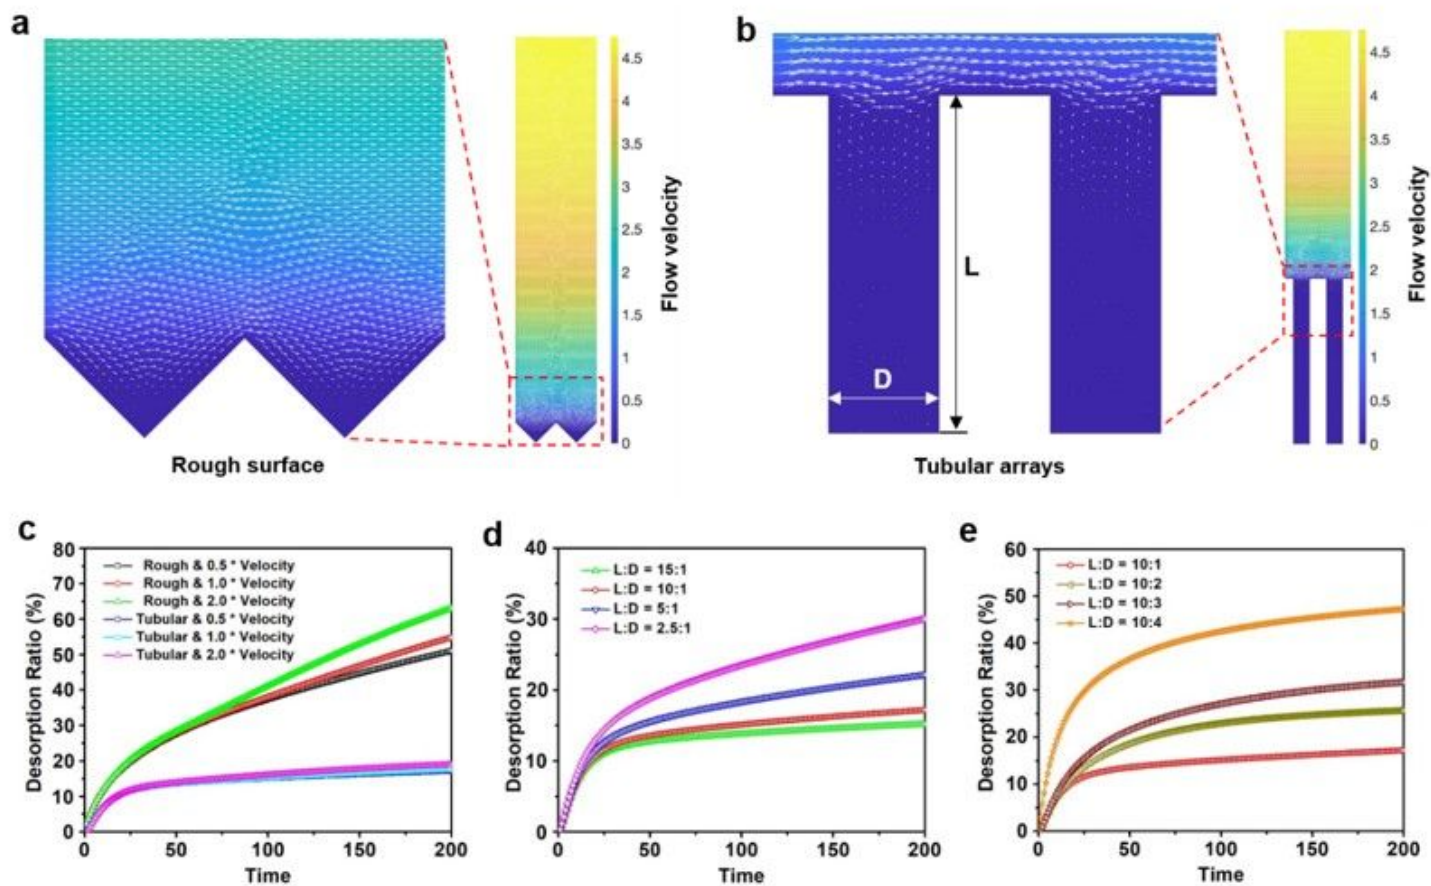 a
b
4.5
4
3.5
3
2.5
2
1.5
1
0.5
0
Flow velocity
Rough surface
L
D
4.5
4
3.5
3
2.5
2
1.5
1
0.5
0
Flow velocity
Tubular arrays
c
Desorption Ratio (%)
80
70
60
50
40
30
20
10
0
Rough & 0.5 * Velocity
Rough & 1.0 * Velocity
Rough & 2.0 * Velocity
Tubular & 0.5 * Velocity
Tubular & 1.0 * Velocity
Tubular & 2.0 * Velocity
0 50 100 150 200
Time
d
Desorption Ratio (%)
40
30
20
10
0
L:D = 15:1
L:D = 10:1
L:D = 5:1
L:D = 2.5:1
0 50 100 150 200
Time
e
Desorption Ratio (%)
60
50
40
30
20
10
0
L:D = 10:1
L:D = 10:2
L:D = 10:3
L:D = 10:4
0 50 100 150 200
Time